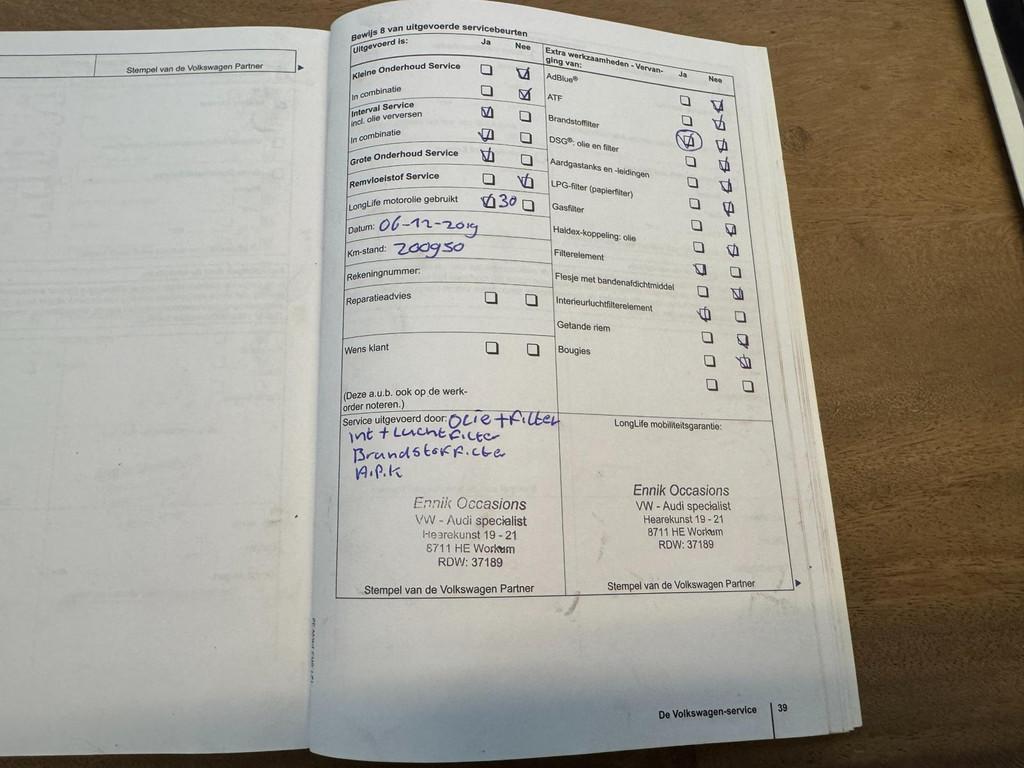 Stempel van de Volkswagen Partner
Bewijs 8 van uitgevoerde servicebeurten
Uitgevoerd is: Ja Nee
Kleine Onderhoud Service
In combinatie
Interval Service
incl. olie verversen
In combinatie
Grote Onderhoud Service
Remvloeistof Service
LongLife motorolie gebruikt 30
Datum: 06-12-2019
Km-stand: 200950
Rekeningnummer:
Reparatieadvies
Wens klant
(Deze a.u.b. ook op de werk-
order noteren.)
Extra werkzaamheden - Vervan-
ging van: Ja Nee
AdBlue®
ATF
Brandstoffilter
DSG®: olie en filter
Aardgastanks en -leidingen
LPG-filter (papierfilter)
Gasfilter
Haldex-koppeling: olie
Filterelement
Flesje met bandenafdichtmiddel
Interieurluchtfilterelement
Getande riem
Bougies
Service uitgevoerd door: Olie + Filter
Int + Luchtfilter
Brandstoffilter
A.P.K
Ennik Occasions
VW - Audi specialist
Hearekunst 19 - 21
8711 HE Workum
RDW: 37189
Stempel van de Volkswagen Partner
LongLife mobiliteitsgarantie:
Ennik Occasions
VW - Audi specialist
Hearekunst 19 - 21
8711 HE Workum
RDW: 37189
Stempel van de Volkswagen Partner
De Volkswagen-service 39